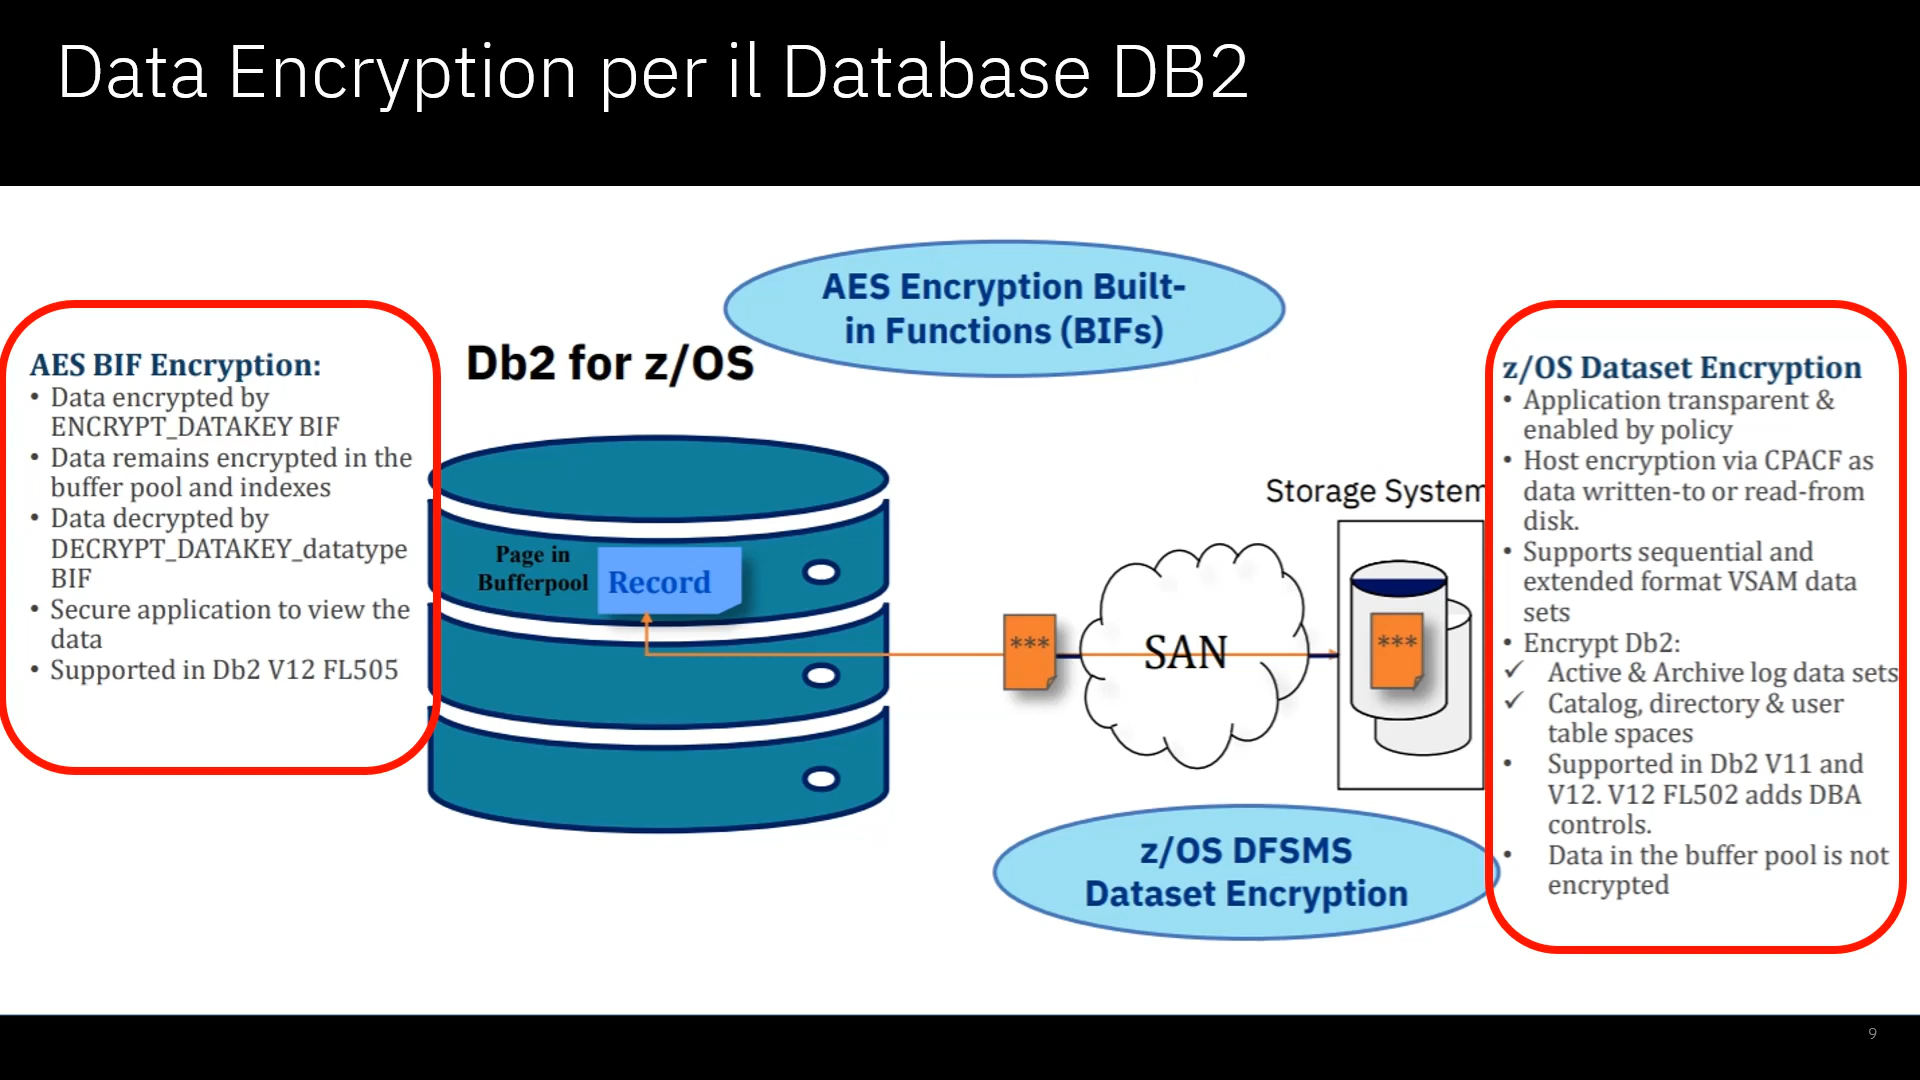 Data Encryption per il Database DB2
AES Encryption Built-
in Functions (BIFs)
Db2 for z/OS
AES BIF Encryption:
• Data encrypted by
ENCRYPT_DATAKEY BIF
• Data remains encrypted in the
buffer pool and indexes
• Data decrypted by
DECRYPT_DATAKEY_datatype
BIF
• Secure application to view the
data
• Supported in Db2 V12 FL505
Page in
Bufferpool
Record
***
SAN
Storage System
***
z/OS DFSMS
Dataset Encryption
z/OS Dataset Encryption
• Application transparent &
enabled by policy
• Host encryption via CPACF as
data written-to or read-from
disk.
• Supports sequential and
extended format VSAM data
sets
• Encrypt Db2:
✓ Active & Archive log data sets
✓ Catalog, directory & user
table spaces
• Supported in Db2 V11 and
V12. V12 FL502 adds DBA
controls.
• Data in the buffer pool is not
encrypted
9